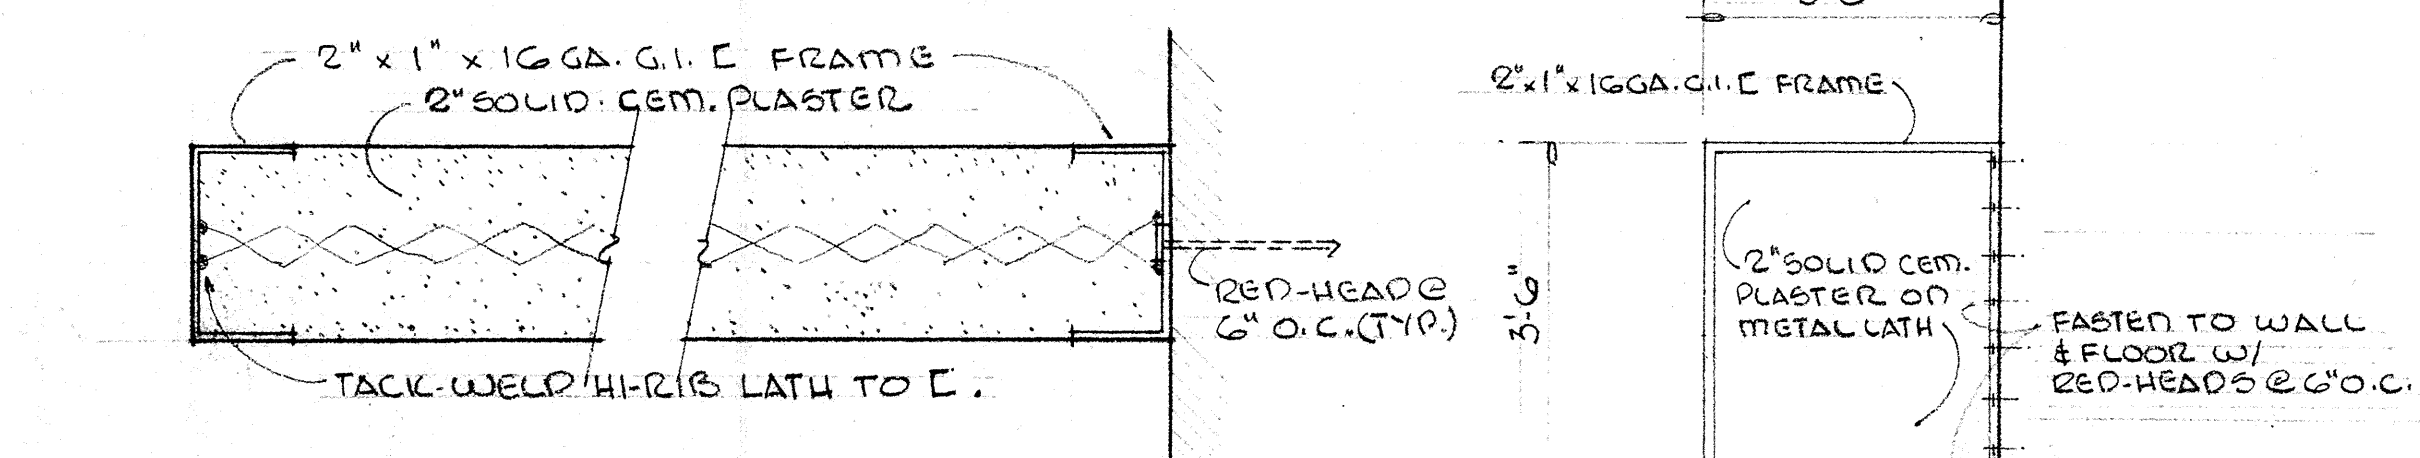 2" x 1" x 16 GA. G.I. [ FRAME
2" SOLID. CEM. PLASTER
RED-HEAD @
6" O.C. (TYP.)
TACK-WELD HI-RIB LATH TO [.
2"x1"x16GA.G.I. [ FRAME
3'-6"
2" SOLID CEM.
PLASTER ON
METAL LATH
FASTEN TO WALL
& FLOOR W/
RED-HEADS @ 6" O.C.